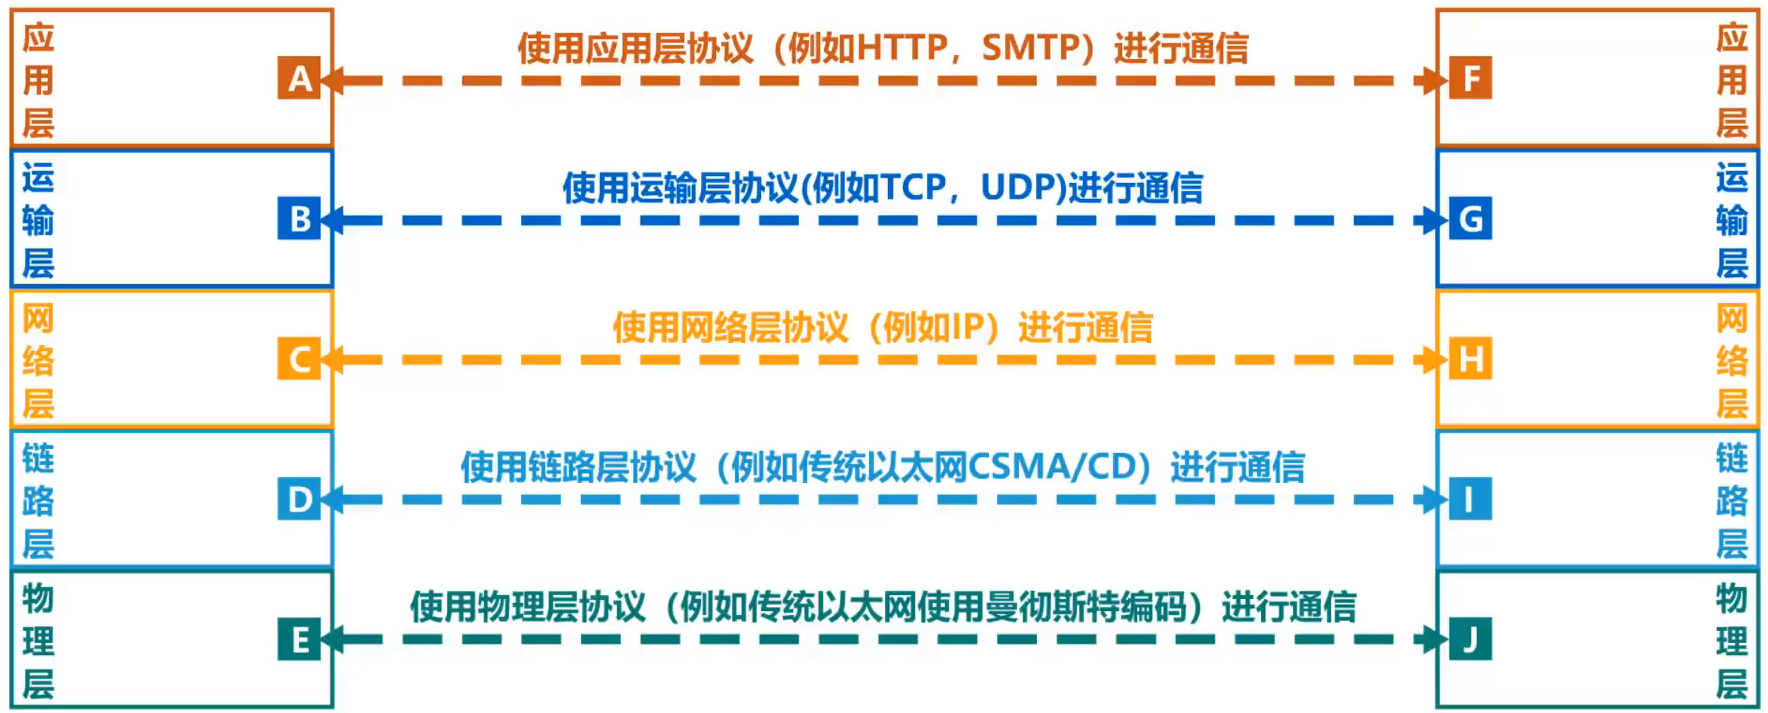 应用层
A
使用应用层协议（例如HTTP，SMTP）进行通信
F
应用层
运输层
B
使用运输层协议(例如TCP，UDP)进行通信
G
运输层
网络层
C
使用网络层协议（例如IP）进行通信
H
网络层
链路层
D
使用链路层协议（例如传统以太网CSMA/CD）进行通信
I
链路层
物理层
E
使用物理层协议（例如传统以太网使用曼彻斯特编码）进行通信
J
物理层